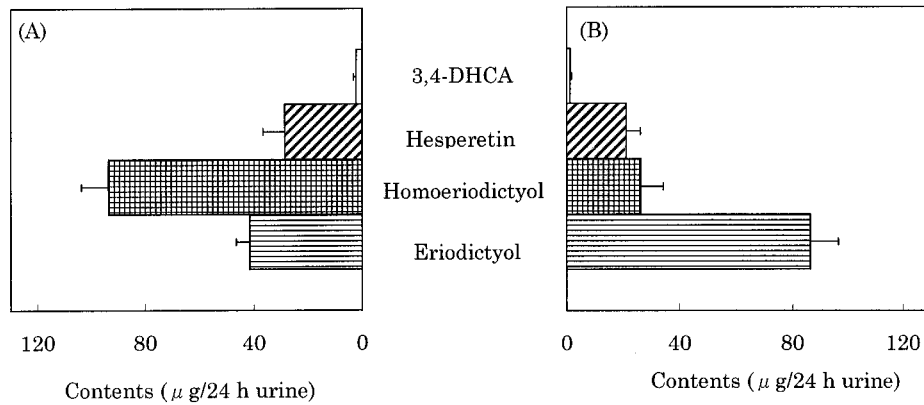 (A)
(B)
3,4-DHCA
Hesperetin
Homoeriodictyol
Eriodictyol
120 80 40 0
0 40 80 120
Contents ( μ g/24 h urine)
Contents ( μ g/24 h urine)